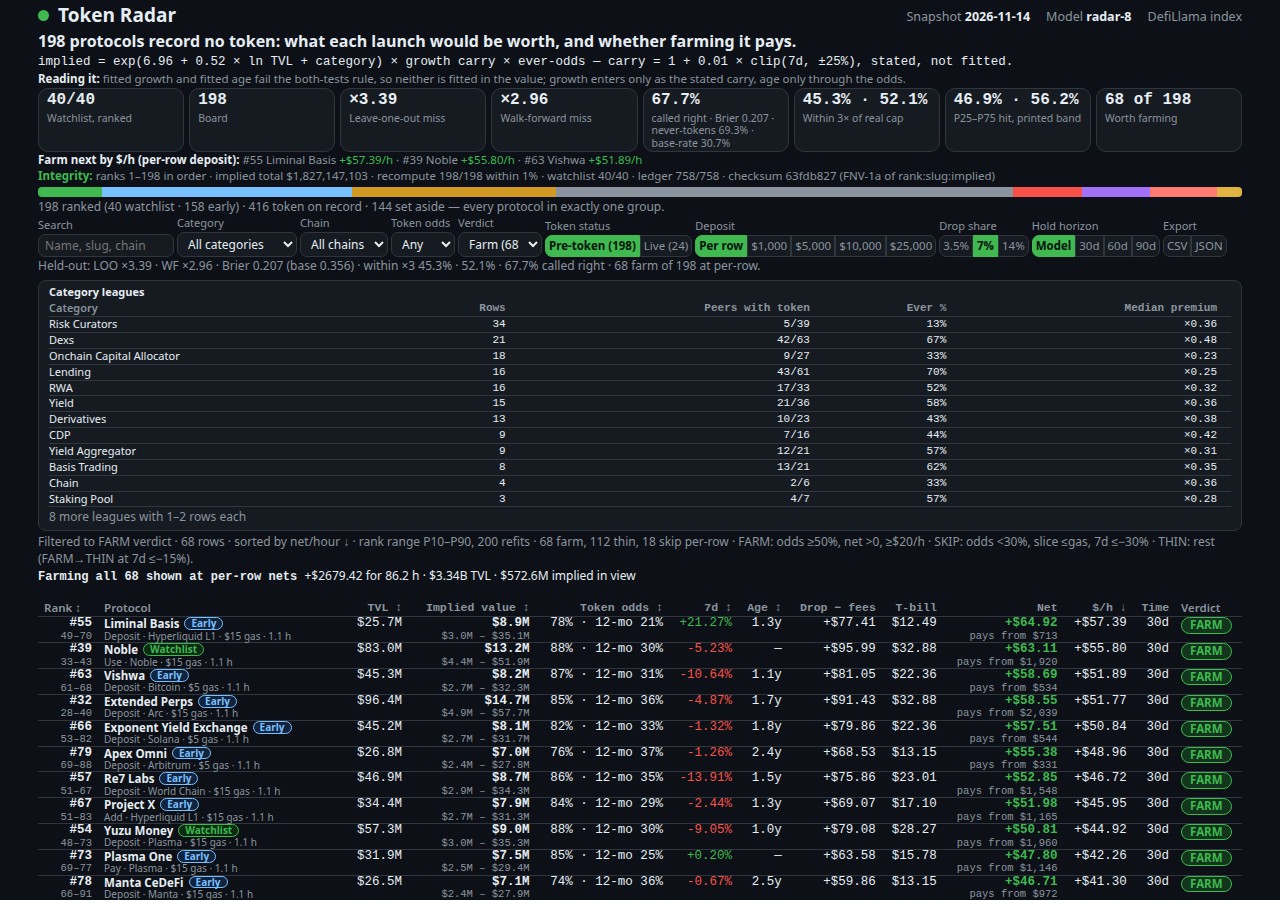 Token Radar
Snapshot 2026-11-14 Model radar-8 DefiLlama index
198 protocols record no token: what each launch would be worth, and whether farming it pays.
implied = exp(6.96 + 0.52 × ln TVL + category) × growth carry × ever-odds — carry = 1 + 0.01 × clip(7d, ±25%), stated, not fitted.
Reading it: fitted growth and fitted age fail the both-tests rule, so neither is fitted in the value; growth enters only as the stated carry, age only through the odds.
40/40
Watchlist, ranked
198
Board
×3.39
Leave-one-out miss
×2.96
Walk-forward miss
67.7%
called right · Brier 0.207 ·
never-tokens 69.3% ·
base-rate 30.7%
45.3% · 52.1%
Within 3× of real cap
46.9% · 56.2%
P25–P75 hit, printed band
68 of 198
Worth farming
Farm next by $/h (per-row deposit): #55 Liminal Basis +$57.39/h · #39 Noble +$55.80/h · #63 Vishwa +$51.89/h
Integrity: ranks 1–198 in order · implied total $1,827,147,103 · recompute 198/198 within 1% · watchlist 40/40 · ledger 758/758 · checksum 63fdb827 (FNV-1a of rank:slug:implied)
198 ranked (40 watchlist · 158 early) · 416 token on record · 144 set aside — every protocol in exactly one group.
Search Category Chain Token odds Verdict Token status Deposit Drop share Hold horizon Export
Name, slug, chain All categories All chains Any Farm (68 Pre-token (198) Live (24) Per row $1,000 $5,000 $10,000 $25,000 3.5% 7% 14% Model 30d 60d 90d CSV JSON
Held-out: LOO ×3.39 · WF ×2.96 · Brier 0.207 (base 0.356) · within ×3 45.3% · 52.1% · 67.7% called right · 68 farm of 198 at per-row.
Category leagues
Category Rows Peers with token Ever % Median premium
Risk Curators 34 5/39 13% ×0.36
Dexs 21 42/63 67% ×0.48
Onchain Capital Allocator 18 9/27 33% ×0.23
Lending 16 43/61 70% ×0.25
RWA 16 17/33 52% ×0.32
Yield 15 21/36 58% ×0.36
Derivatives 13 10/23 43% ×0.38
CDP 9 7/16 44% ×0.42
Yield Aggregator 9 12/21 57% ×0.31
Basis Trading 8 13/21 62% ×0.35
Chain 4 2/6 33% ×0.36
Staking Pool 3 4/7 57% ×0.28
8 more leagues with 1–2 rows each
Filtered to FARM verdict · 68 rows · sorted by net/hour ↓ · rank range P10–P90, 200 refits · 68 farm, 112 thin, 18 skip per-row · FARM: odds ≥50%, net >0, ≥$20/h · SKIP: odds <30%, slice ≤gas, 7d ≤−30% · THIN: rest
(FARM→THIN at 7d ≤−15%).
Farming all 68 shown at per-row nets +$2679.42 for 86.2 h · $3.34B TVL · $572.6M implied in view
Rank ↕ Protocol TVL ↕ Implied value ↕ Token odds ↕ 7d ↕ Age ↕ Drop − fees T-bill Net $/h ↓ Time Verdict
#55 Liminal Basis Early $25.7M $8.9M 78% · 12-mo 21% +21.27% 1.3y +$77.41 $12.49 +$64.92 +$57.39 30d FARM
49–70 Deposit · Hyperliquid L1 · $15 gas · 1.1 h $3.0M – $35.1M pays from $713
#39 Noble Watchlist $83.0M $13.2M 88% · 12-mo 30% -5.23% — +$95.99 $32.88 +$63.11 +$55.80 30d FARM
33–43 Use · Noble · $15 gas · 1.1 h $4.4M – $51.9M pays from $1,920
#63 Vishwa Early $45.3M $8.2M 87% · 12-mo 31% -10.64% 1.1y +$81.05 $22.36 +$58.69 +$51.89 30d FARM
61–68 Deposit · Bitcoin · $5 gas · 1.1 h $2.7M – $32.3M pays from $534
#32 Extended Perps Early $96.4M $14.7M 85% · 12-mo 36% -4.87% 1.7y +$91.43 $32.88 +$58.55 +$51.77 30d FARM
28–40 Deposit · Arc · $15 gas · 1.1 h $4.9M – $57.7M pays from $2,039
#66 Exponent Yield Exchange Early $45.2M $8.1M 82% · 12-mo 33% -1.32% 1.8y +$79.86 $22.36 +$57.51 +$50.84 30d FARM
53–82 Deposit · Solana · $5 gas · 1.1 h $2.7M – $31.7M pays from $544
#79 Apex Omni Early $26.8M $7.0M 76% · 12-mo 37% -1.26% 2.4y +$68.53 $13.15 +$55.38 +$48.96 30d FARM
69–88 Deposit · Arbitrum · $5 gas · 1.1 h $2.4M – $27.8M pays from $331
#57 Re7 Labs Early $46.9M $8.7M 86% · 12-mo 35% -13.91% 1.5y +$75.86 $23.01 +$52.85 +$46.72 30d FARM
51–67 Deposit · World Chain · $15 gas · 1.1 h $2.9M – $34.3M pays from $1,548
#67 Project X Early $34.4M $7.9M 84% · 12-mo 29% -2.44% 1.3y +$69.07 $17.10 +$51.98 +$45.95 30d FARM
51–83 Add · Hyperliquid L1 · $15 gas · 1.1 h $2.7M – $31.3M pays from $1,165
#54 Yuzu Money Watchlist $57.3M $9.0M 88% · 12-mo 30% -9.05% 1.0y +$79.08 $28.27 +$50.81 +$44.92 30d FARM
48–73 Deposit · Plasma · $15 gas · 1.1 h $3.0M – $35.3M pays from $1,960
#73 Plasma One Early $31.9M $7.5M 85% · 12-mo 25% +0.20% — +$63.58 $15.78 +$47.80 +$42.26 30d FARM
69–77 Pay · Plasma · $15 gas · 1.1 h $2.5M – $29.4M pays from $1,146
#78 Manta CeDeFi Early $26.5M $7.1M 74% · 12-mo 36% -0.67% 2.5y +$59.86 $13.15 +$46.71 +$41.30 30d FARM
66–91 Deposit · Manta · $15 gas · 1.1 h $2.4M – $27.9M pays from $972